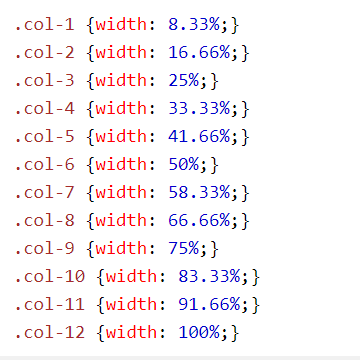 .col-1 {width: 8.33%;}
.col-2 {width: 16.66%;}
.col-3 {width: 25%;}
.col-4 {width: 33.33%;}
.col-5 {width: 41.66%;}
.col-6 {width: 50%;}
.col-7 {width: 58.33%;}
.col-8 {width: 66.66%;}
.col-9 {width: 75%;}
.col-10 {width: 83.33%;}
.col-11 {width: 91.66%;}
.col-12 {width: 100%;}